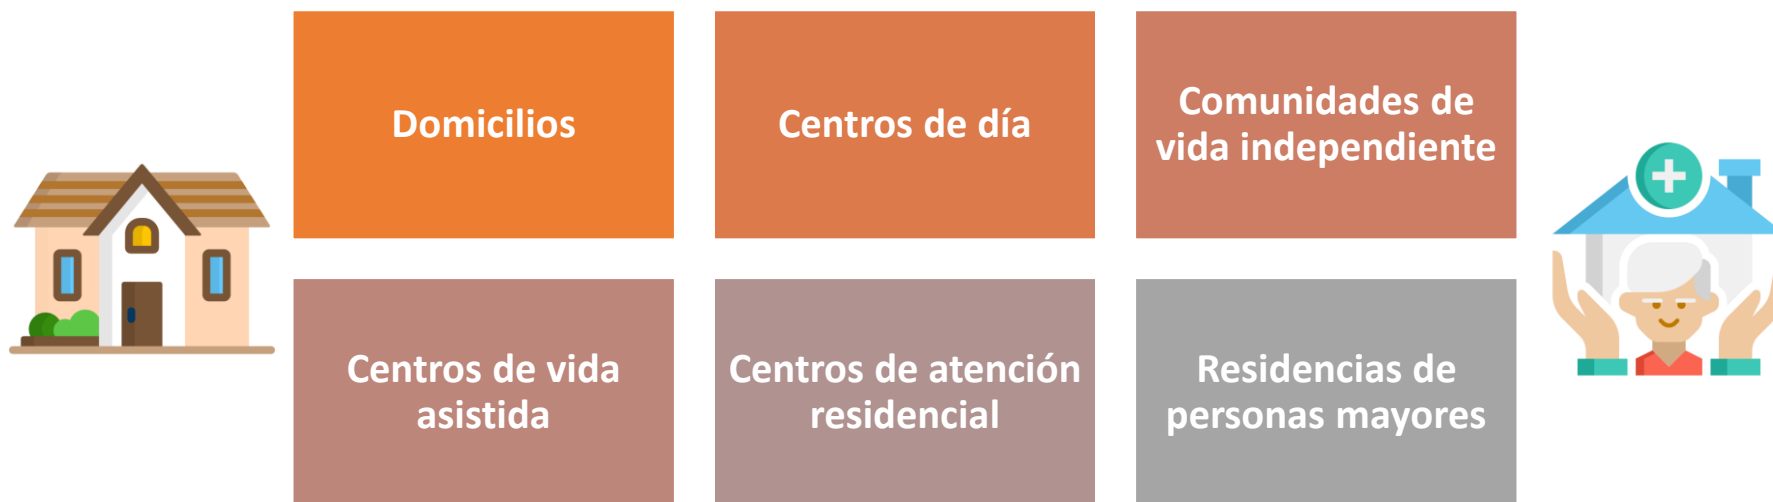 Domicilios
Centros de día
Comunidades de
vida independiente
Centros de vida
asistida
Centros de atención
residencial
Residencias de
personas mayores